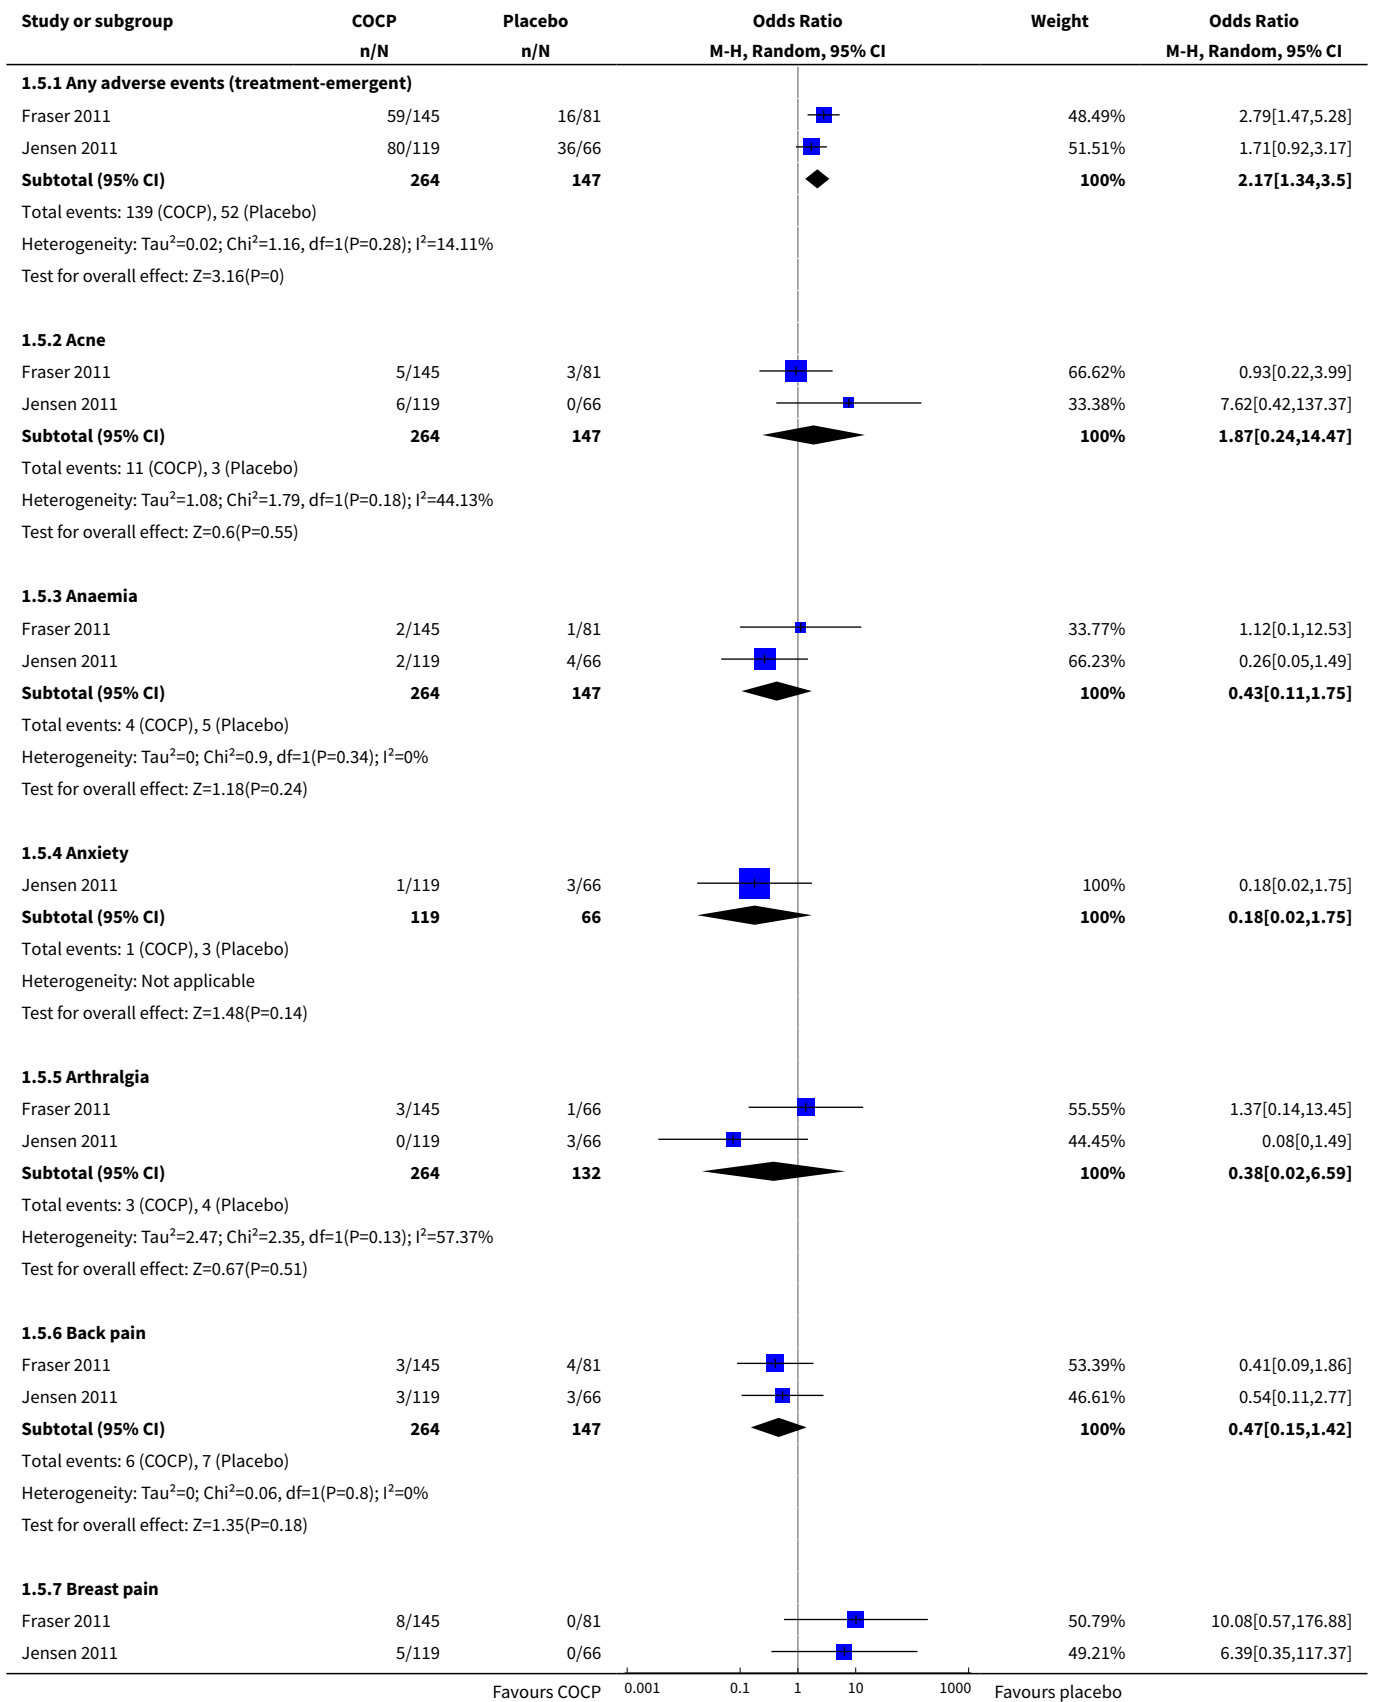 Study or subgroup COCP Placebo Odds Ratio Weight Odds Ratio
n/N n/N M-H, Random, 95% CI M-H, Random, 95% CI
1.5.1 Any adverse events (treatment-emergent)
Fraser 2011 59/145 16/81 48.49% 2.79[1.47,5.28]
Jensen 2011 80/119 36/66 51.51% 1.71[0.92,3.17]
Subtotal (95% CI) 264 147 100% 2.17[1.34,3.5]
Total events: 139 (COCP), 52 (Placebo)
Heterogeneity: Tau²=0.02; Chi²=1.16, df=1(P=0.28); I²=14.11%
Test for overall effect: Z=3.16(P=0)
1.5.2 Acne
Fraser 2011 5/145 3/81 66.62% 0.93[0.22,3.99]
Jensen 2011 6/119 0/66 33.38% 7.62[0.42,137.37]
Subtotal (95% CI) 264 147 100% 1.87[0.24,14.47]
Total events: 11 (COCP), 3 (Placebo)
Heterogeneity: Tau²=1.08; Chi²=1.79, df=1(P=0.18); I²=44.13%
Test for overall effect: Z=0.6(P=0.55)
1.5.3 Anaemia
Fraser 2011 2/145 1/81 33.77% 1.12[0.1,12.53]
Jensen 2011 2/119 4/66 66.23% 0.26[0.05,1.49]
Subtotal (95% CI) 264 147 100% 0.43[0.11,1.75]
Total events: 4 (COCP), 5 (Placebo)
Heterogeneity: Tau²=0; Chi²=0.9, df=1(P=0.34); I²=0%
Test for overall effect: Z=1.18(P=0.24)
1.5.4 Anxiety
Jensen 2011 1/119 3/66 100% 0.18[0.02,1.75]
Subtotal (95% CI) 119 66 100% 0.18[0.02,1.75]
Total events: 1 (COCP), 3 (Placebo)
Heterogeneity: Not applicable
Test for overall effect: Z=1.48(P=0.14)
1.5.5 Arthralgia
Fraser 2011 3/145 1/66 55.55% 1.37[0.14,13.45]
Jensen 2011 0/119 3/66 44.45% 0.08[0,1.49]
Subtotal (95% CI) 264 132 100% 0.38[0.02,6.59]
Total events: 3 (COCP), 4 (Placebo)
Heterogeneity: Tau²=2.47; Chi²=2.35, df=1(P=0.13); I²=57.37%
Test for overall effect: Z=0.67(P=0.51)
1.5.6 Back pain
Fraser 2011 3/145 4/81 53.39% 0.41[0.09,1.86]
Jensen 2011 3/119 3/66 46.61% 0.54[0.11,2.77]
Subtotal (95% CI) 264 147 100% 0.47[0.15,1.42]
Total events: 6 (COCP), 7 (Placebo)
Heterogeneity: Tau²=0; Chi²=0.06, df=1(P=0.8); I²=0%
Test for overall effect: Z=1.35(P=0.18)
1.5.7 Breast pain
Fraser 2011 8/145 0/81 50.79% 10.08[0.57,176.88]
Jensen 2011 5/119 0/66 49.21% 6.39[0.35,117.37]
Favours COCP 0.001 0.1 1 10 1000 Favours placebo